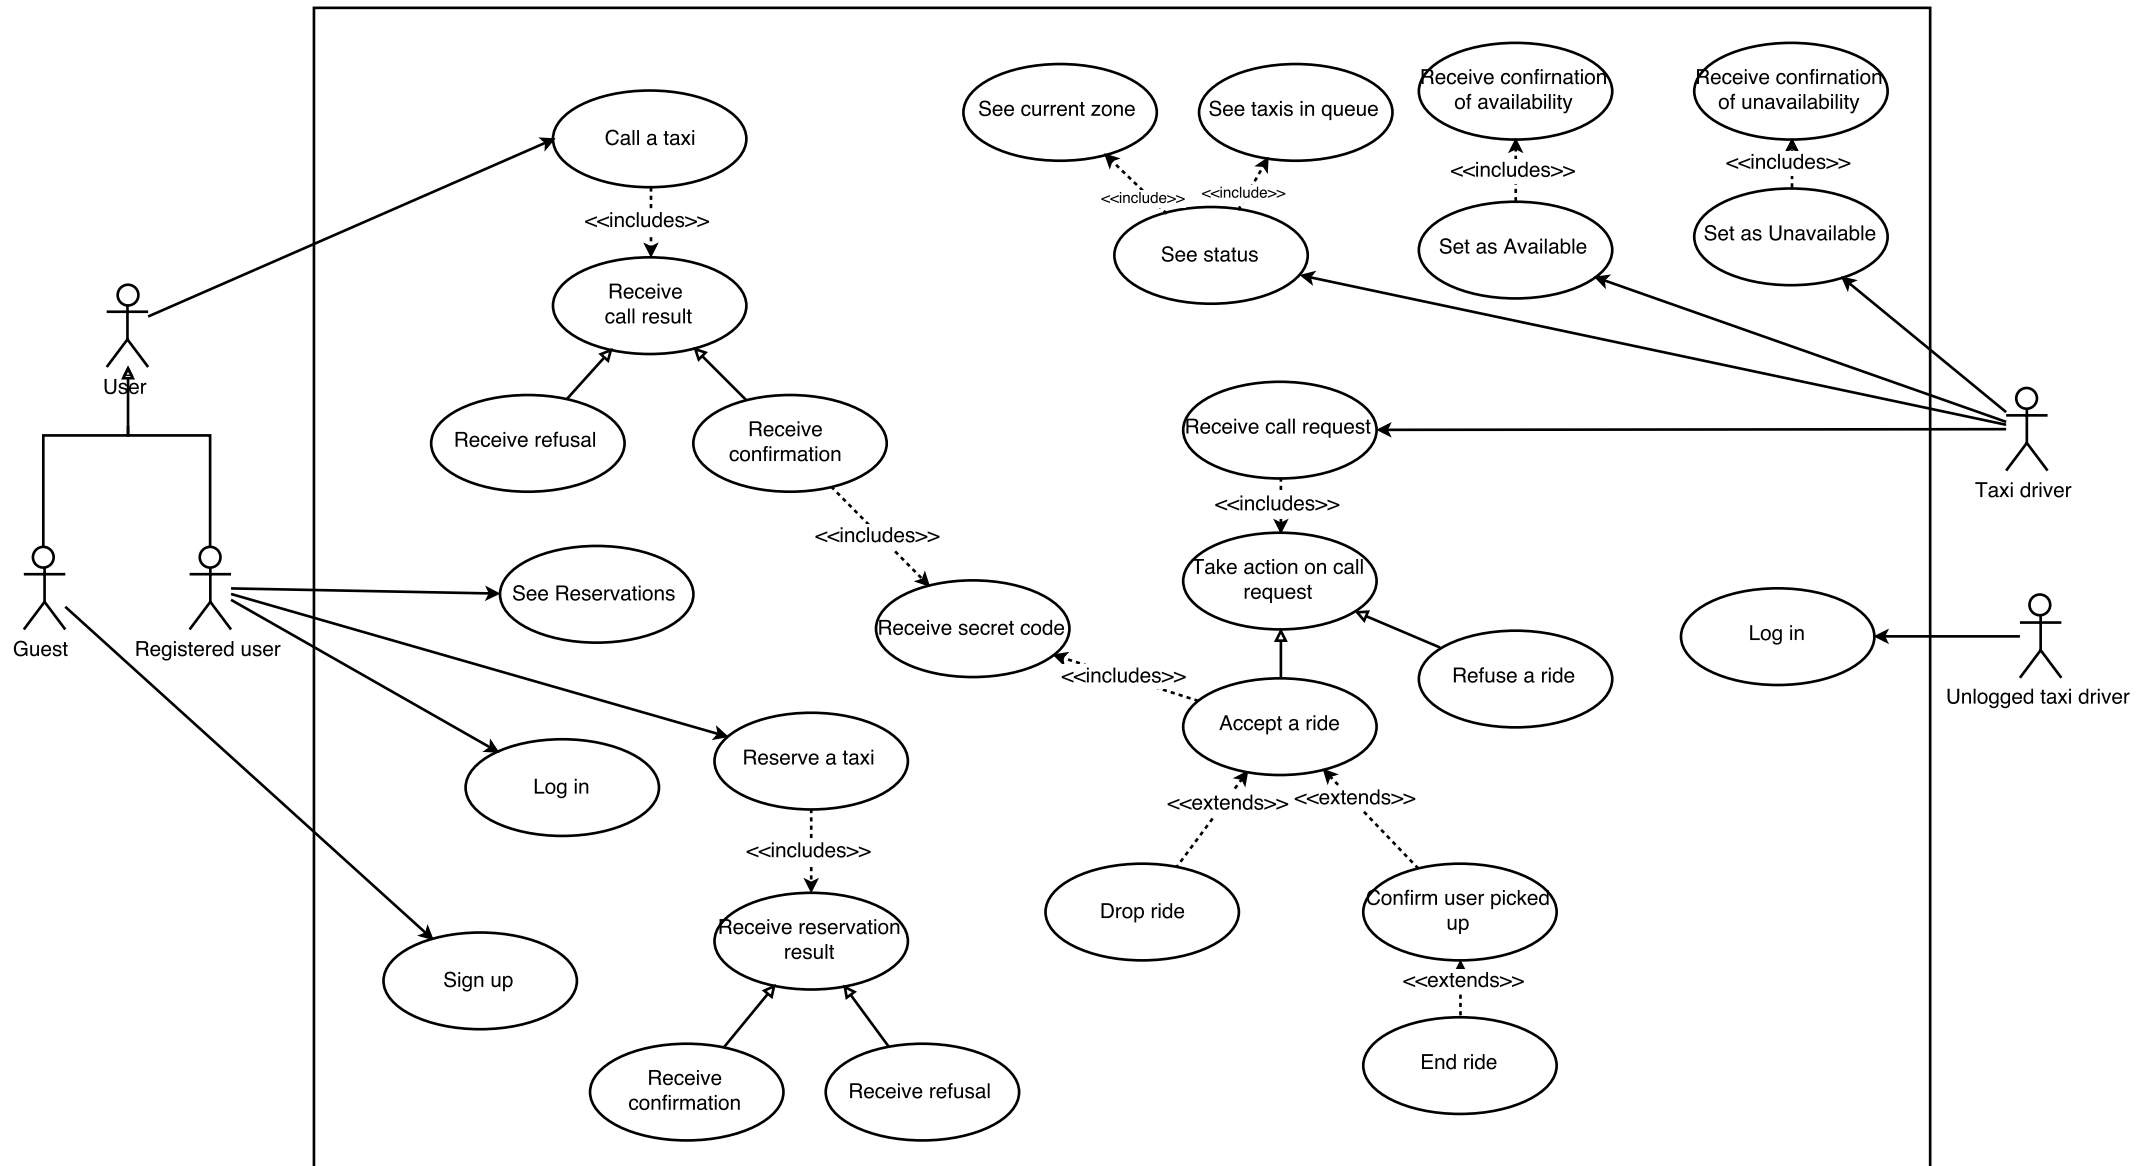 Receive confirnation
of availability
Receive confirnation
of unavailability
See current zone
See taxis in queue
Call a taxi
<<includes>>
<<includes>>
<<include>>
<<include>>
<<includes>>
Set as Available
Set as Unavailable
See status
Receive
call result
User
Receive refusal
Receive
confirmation
Receive call request
Taxi driver
<<includes>>
<<includes>>
Take action on call
request
See Reservations
Receive secret code
Log in
Guest
Registered user
<<includes>>
Refuse a ride
Unlogged taxi driver
Accept a ride
Reserve a taxi
Log in
<<extends>>
<<extends>>
<<includes>>
Drop ride
Confirm user picked
up
Receive reservation
result
Sign up
<<extends>>
End ride
Receive
confirmation
Receive refusal